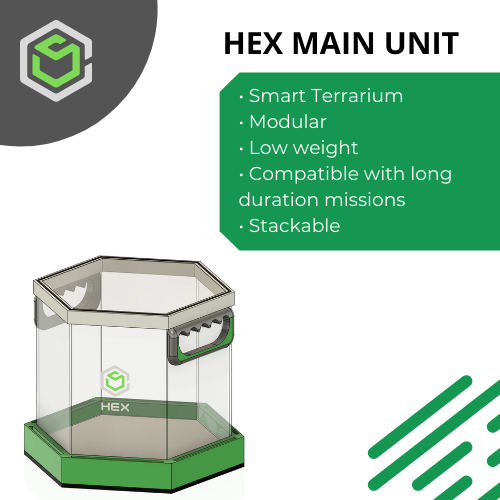 HEX MAIN UNIT
• Smart Terrarium
• Modular
• Low weight
• Compatible with long
duration missions
• Stackable
HEX